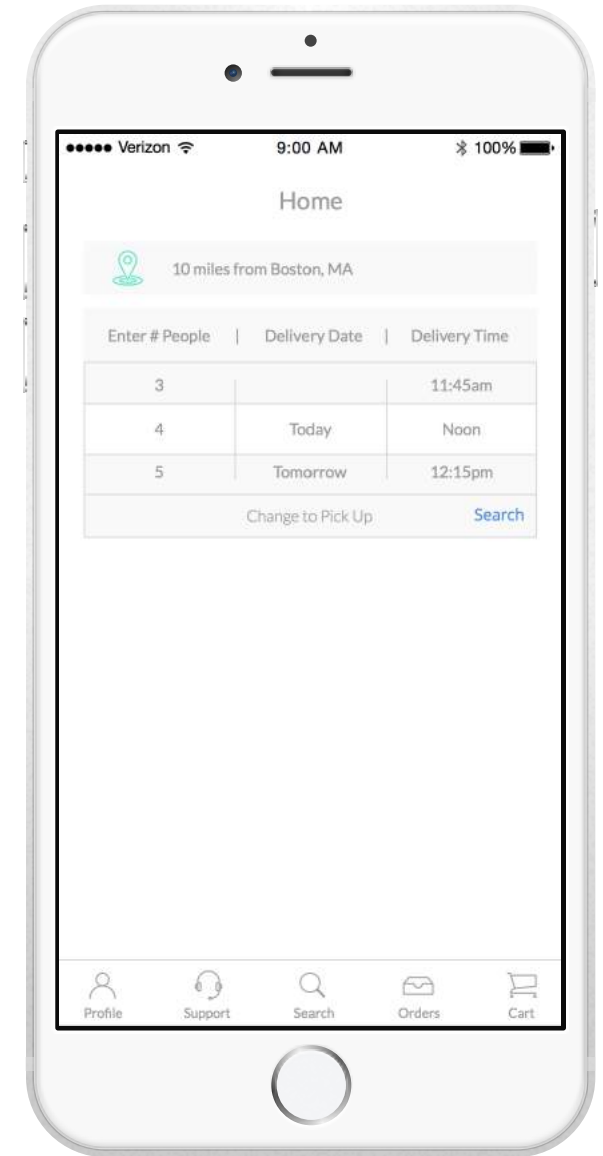 Verizon 9:00 AM 100%
Home
10 miles from Boston, MA
Enter # People | Delivery Date | Delivery Time
3 11:45am
4 Today Noon
5 Tomorrow 12:15pm
Change to Pick Up Search
Profile Support Search Orders Cart